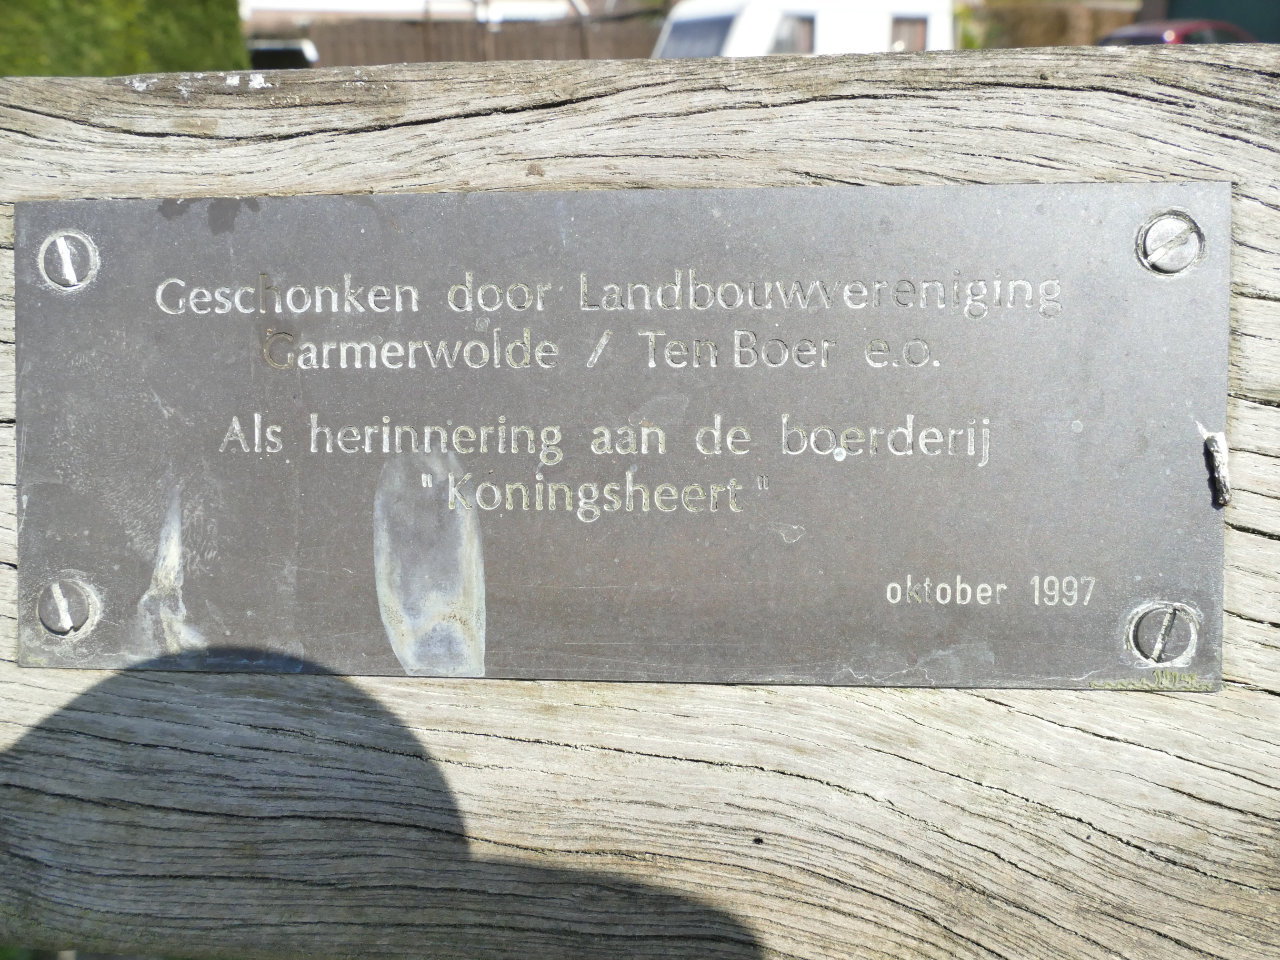 Geschonken door Landbouwvereniging
Garmerwolde / Ten Boer e.o.
Als herinnering aan de boerderij
"Koningsheert"
oktober 1997